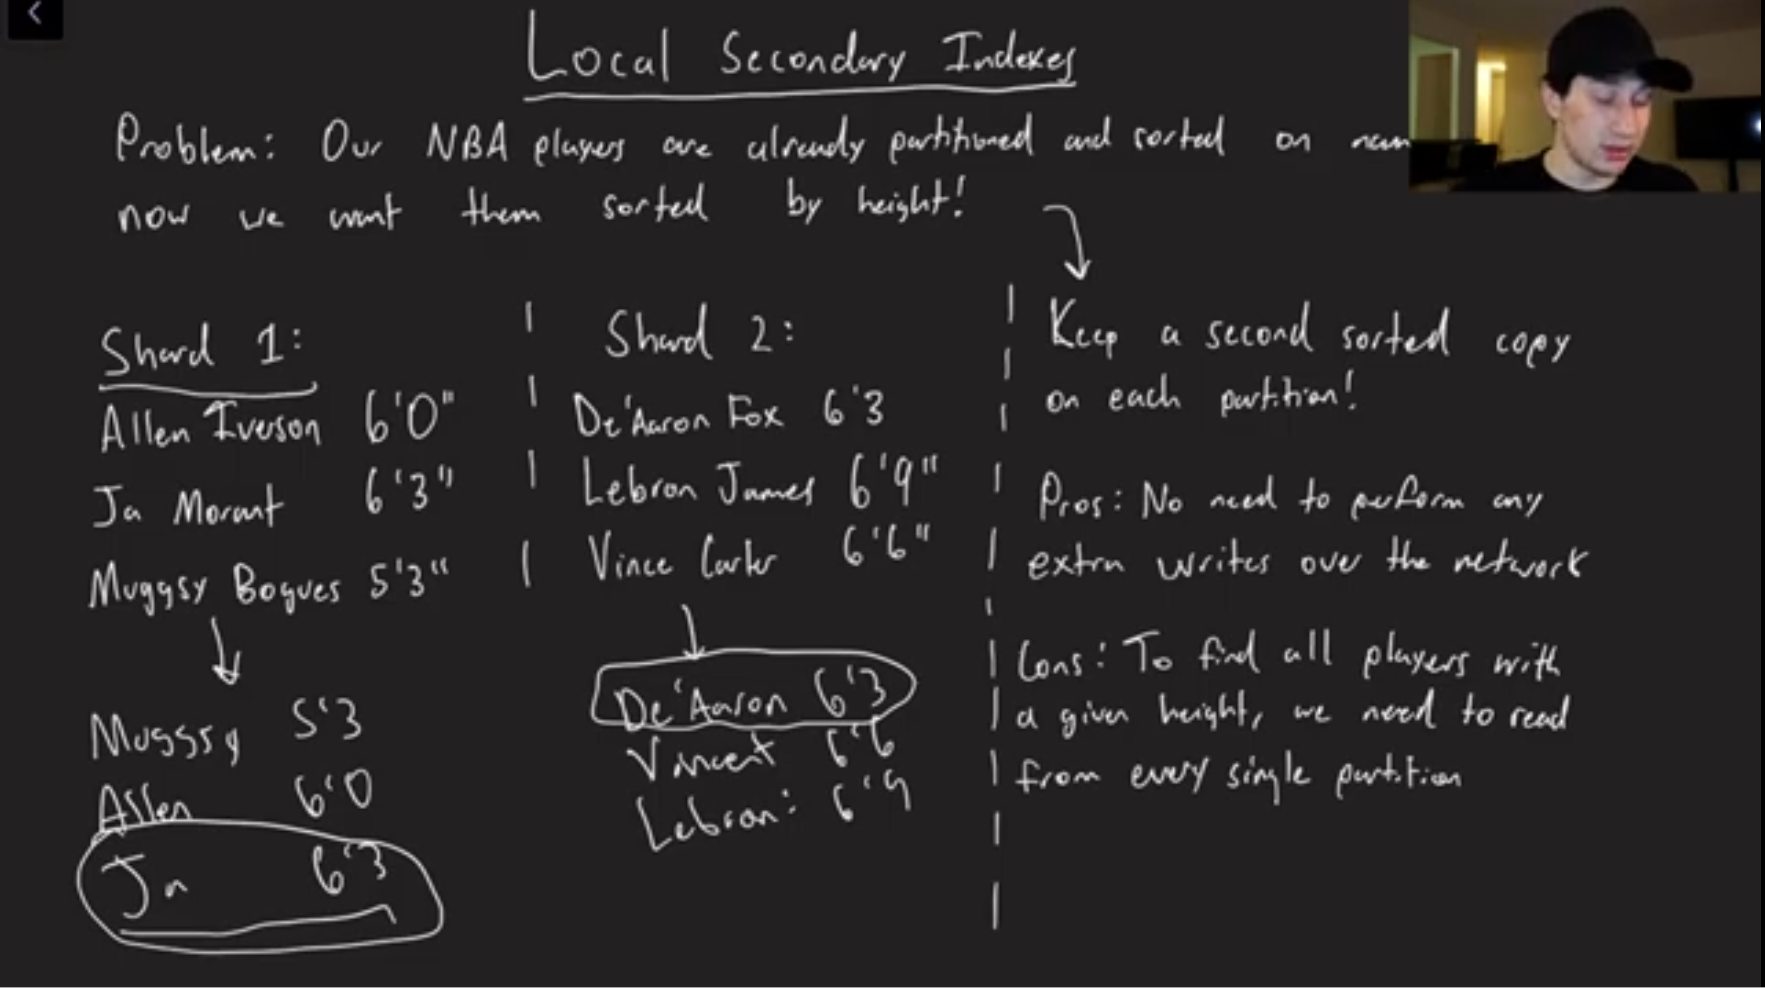 Local Secondary Indexes
Problem: Our NBA players are already partitioned and sorted on
now we want them sorted by height!
Shard 1:
Allen Iverson 6'0"
Ja Morant 6'3"
Muggsy Bogues 5'3"
Muggsy 5'3
Allen 6'0
Ja 6'3
Shard 2:
De'Aaron Fox 6'3
Lebron James 6'9"
Vince Carter 6'6"
De'Aaron 6'3
Vincent 6'6
Lebron: 6'9
Keep a second sorted copy
on each partition!
Pros: No need to perform any
extra writes over the network
Cons: To find all players with
a given height, we need to read
from every single partition